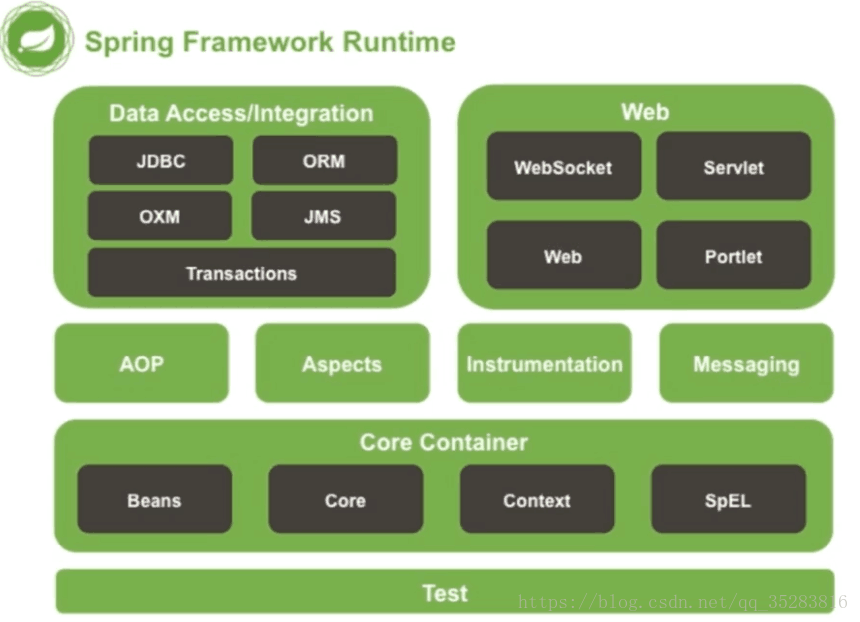 Spring Framework Runtime
Data Access/Integration
JDBC
ORM
OXM
JMS
Transactions
Web
WebSocket
Servlet
Web
Portlet
AOP
Aspects
Instrumentation
Messaging
Core Container
Beans
Core
Context
SpEL
Test
https://blog.csdn.net/qq_35283816